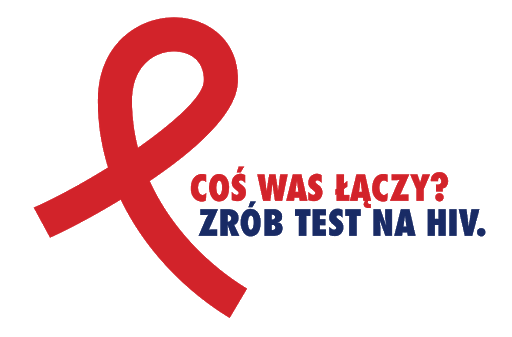 COŚ WAS ŁĄCZY?
ZRÓB TEST NA HIV.